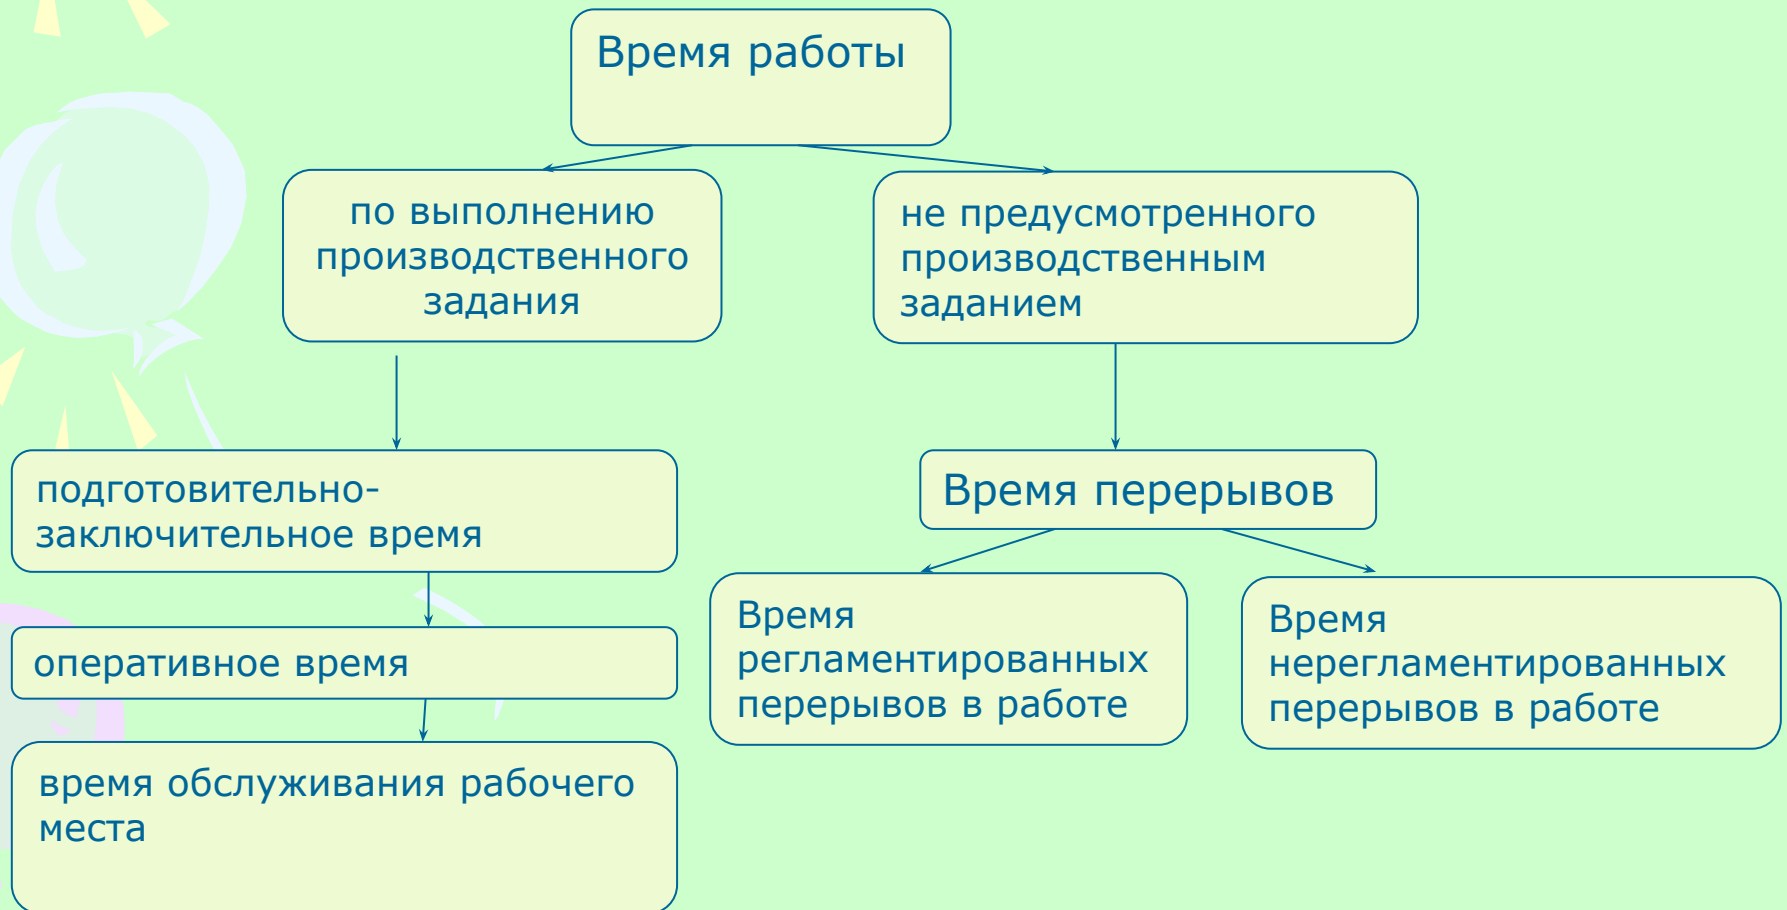 Время работы
по выполнению
производственного
задания
не предусмотренного
производственным
заданием
подготовительно-
заключительное время
Время перерывов
оперативное время
Время
регламентированных
перерывов в работе
Время
нерегламентированных
перерывов в работе
время обслуживания рабочего
места